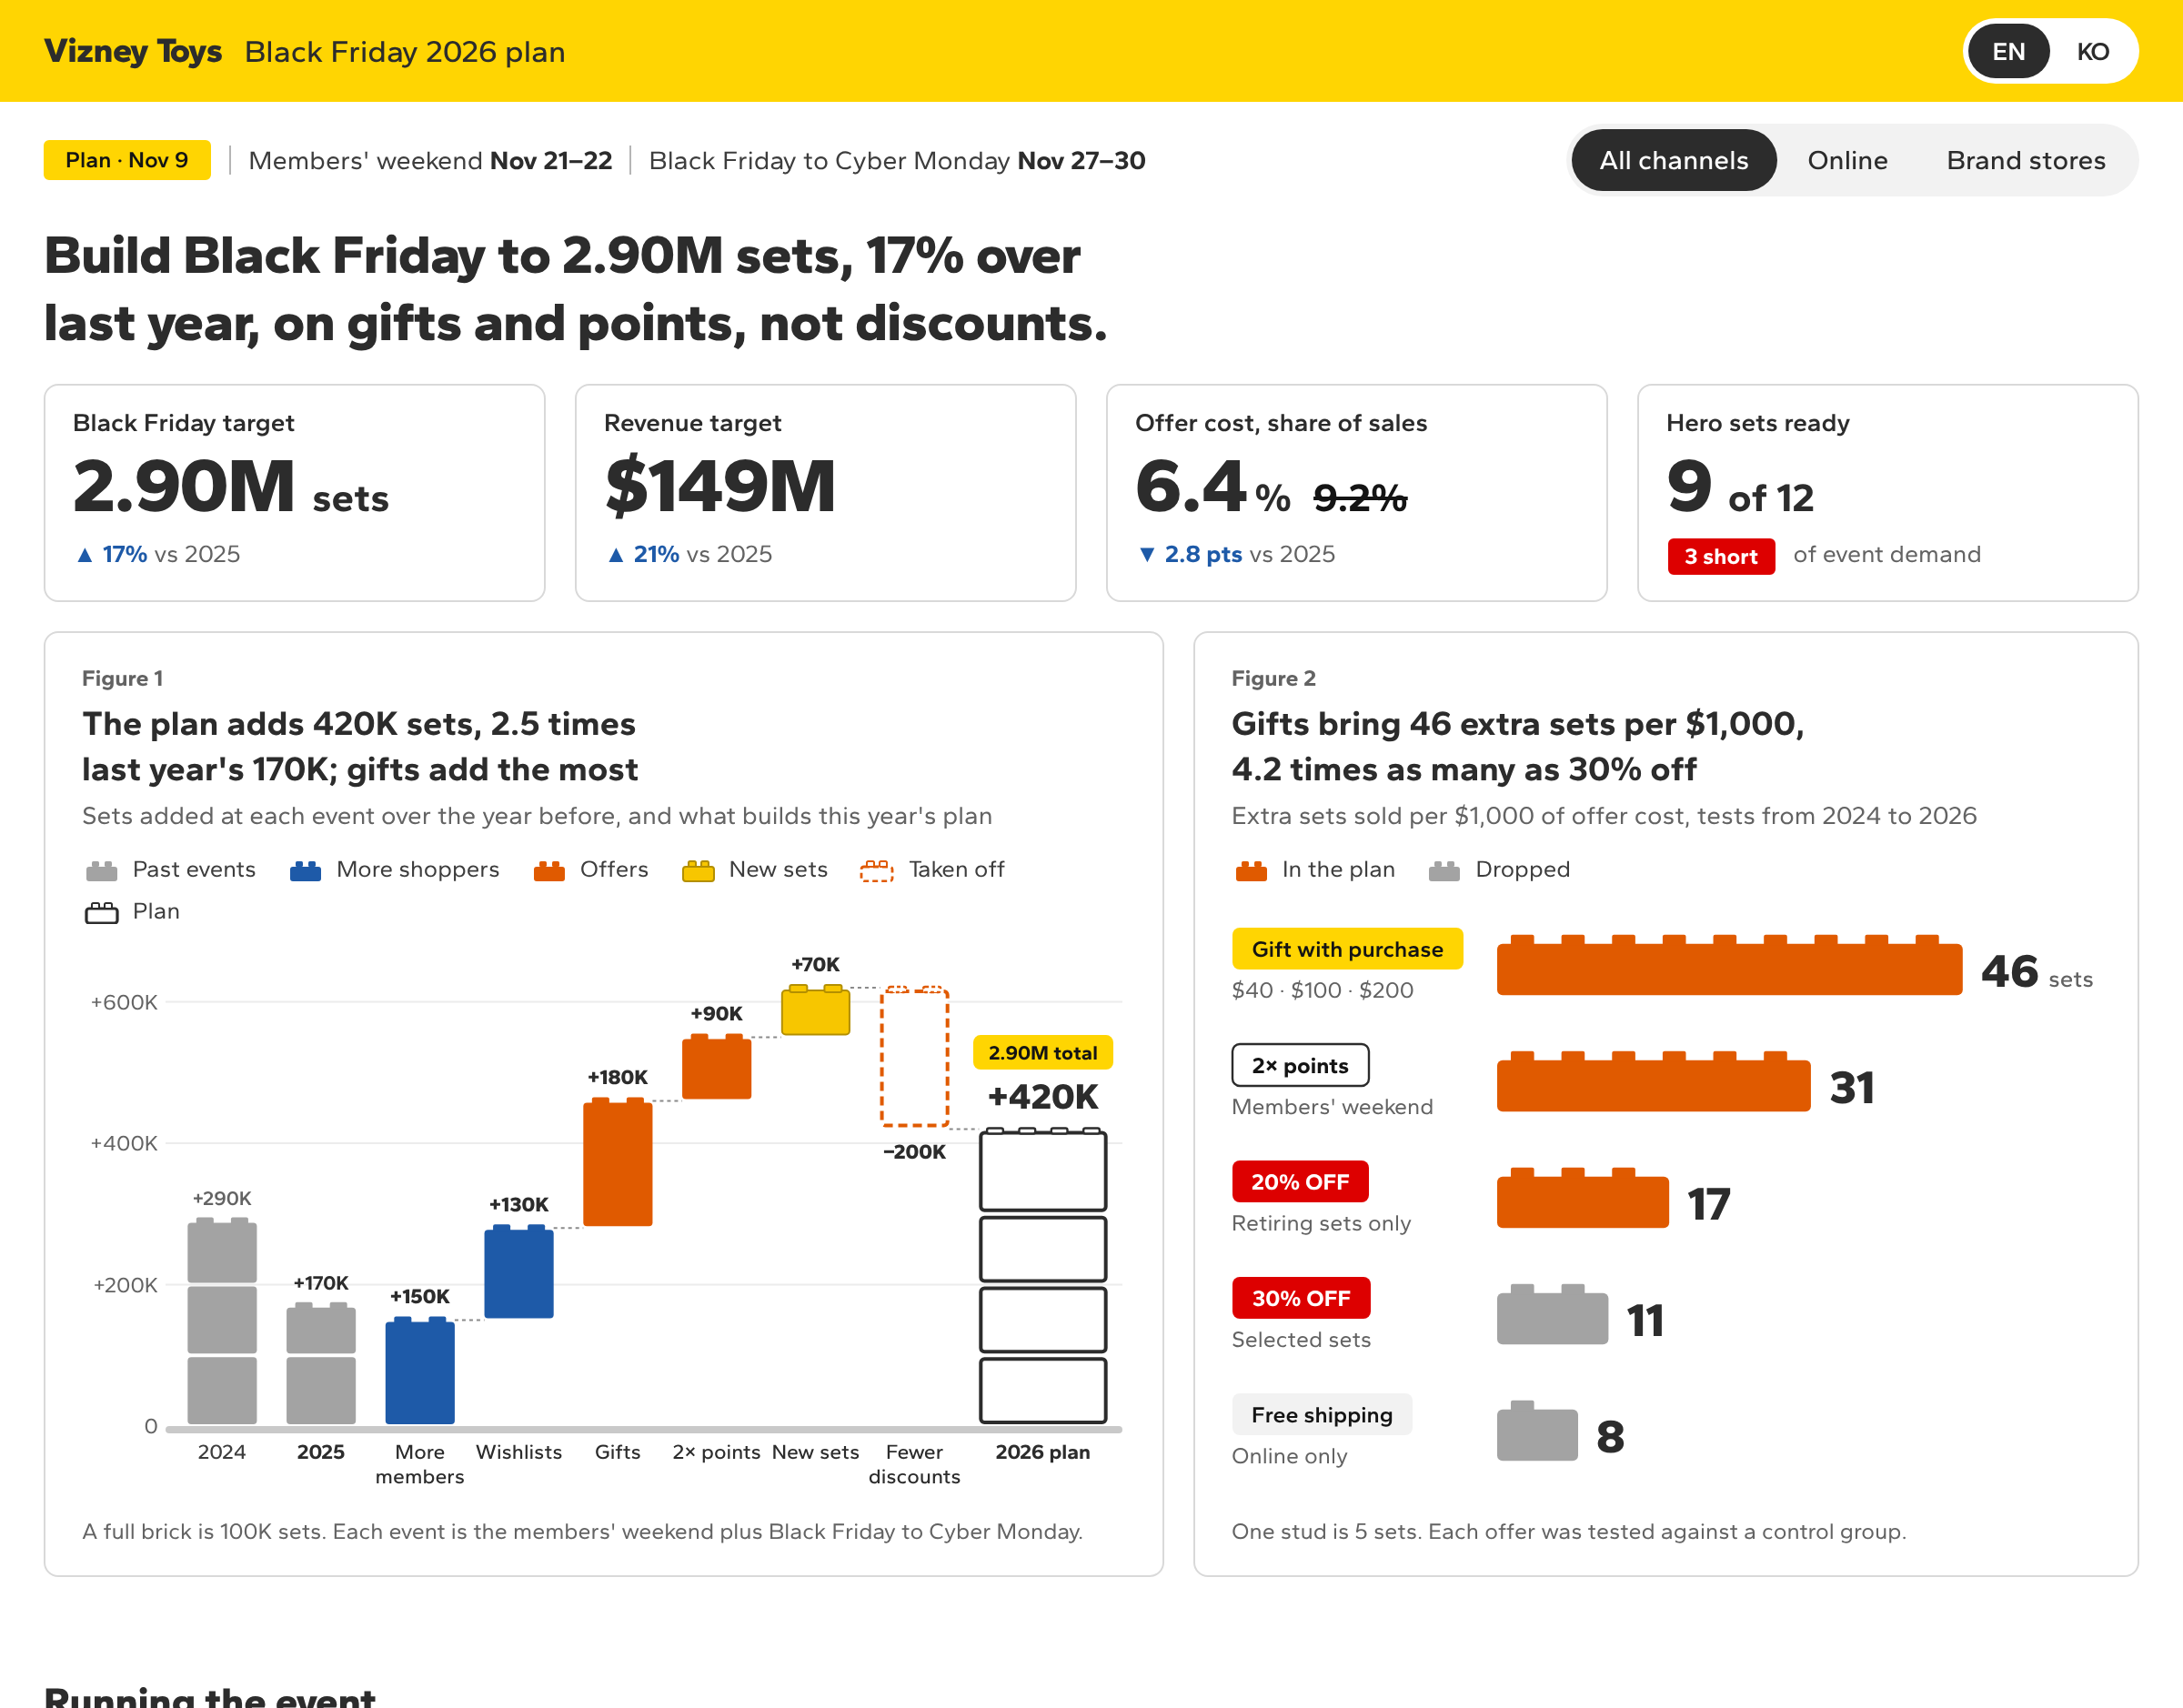 Vizney Toys Black Friday 2026 plan
EN KO
Plan · Nov 9 Members' weekend Nov 21–22 Black Friday to Cyber Monday Nov 27–30
All channels Online Brand stores
Build Black Friday to 2.90M sets, 17% over
last year, on gifts and points, not discounts.
Black Friday target
2.90M sets
▲ 17% vs 2025
Revenue target
$149M
▲ 21% vs 2025
Offer cost, share of sales
6.4% 9.2%
▼ 2.8 pts vs 2025
Hero sets ready
9 of 12
3 short of event demand
Figure 1
The plan adds 420K sets, 2.5 times
last year's 170K; gifts add the most
Sets added at each event over the year before, and what builds this year's plan
Past events More shoppers Offers New sets Taken off
Plan
+600K
+400K
+200K
0
+290K
+170K
+150K
+130K
+180K
+90K
+70K
−200K
2.90M total
+420K
2024
2025
More
members
Wishlists
Gifts
2× points
New sets
Fewer
discounts
2026 plan
A full brick is 100K sets. Each event is the members' weekend plus Black Friday to Cyber Monday.
Figure 2
Gifts bring 46 extra sets per $1,000,
4.2 times as many as 30% off
Extra sets sold per $1,000 of offer cost, tests from 2024 to 2026
In the plan Dropped
Gift with purchase
$40 · $100 · $200
46 sets
2× points
Members' weekend
31
20% OFF
Retiring sets only
17
30% OFF
Selected sets
11
Free shipping
Online only
8
One stud is 5 sets. Each offer was tested against a control group.
Running the event